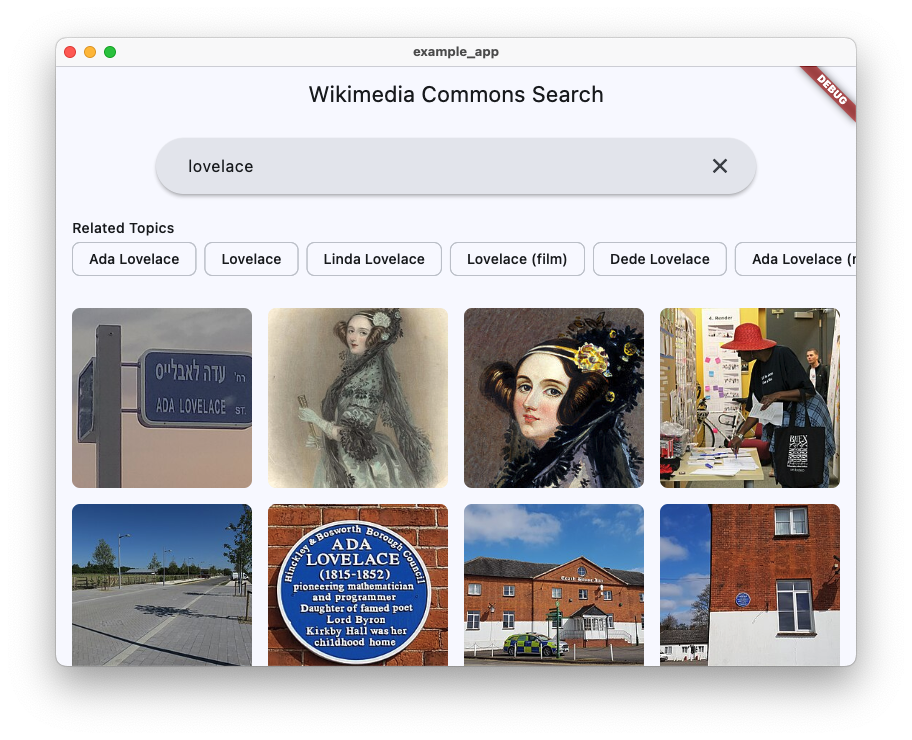 example_app
DEBUG
Wikimedia Commons Search
lovelace
Related Topics
Ada Lovelace
Lovelace
Linda Lovelace
Lovelace (film)
Dede Lovelace
Ada Lovelace (
רח' עדה לאבלייס
ADA LOVELACE ST.
Hinckley & Bosworth Borough Council
ADA
LOVELACE
(1815-1852)
pioneering mathematician
and programmer
Daughter of famed poet
Lord Byron
Kirkby Hall was her
childhood home